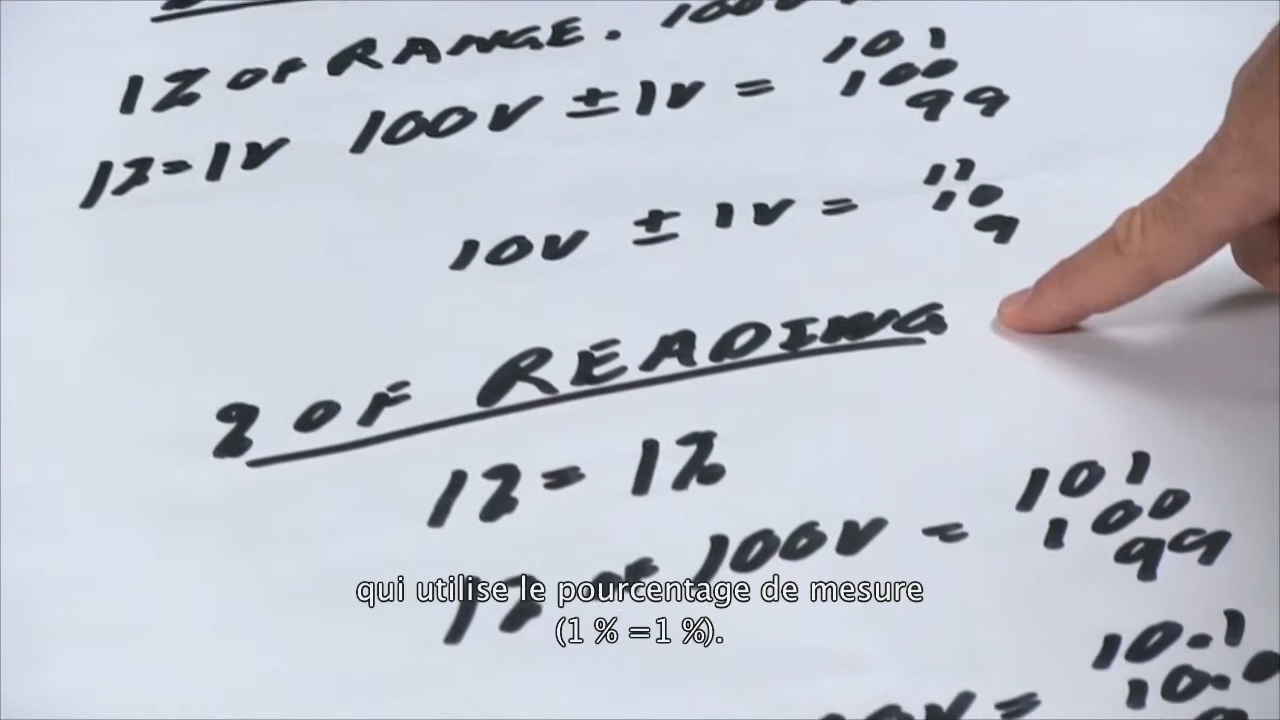 1% OF RANGE. 100V
1%=1V 100V ±1V = 101
100
99
10V ± 1V = 11
10
9
% OF READING
1% = 1%
1% OF 100V = 101
100
99
qui utilise le pourcentage de mesure
(1 % =1 %).
10.1
10.0